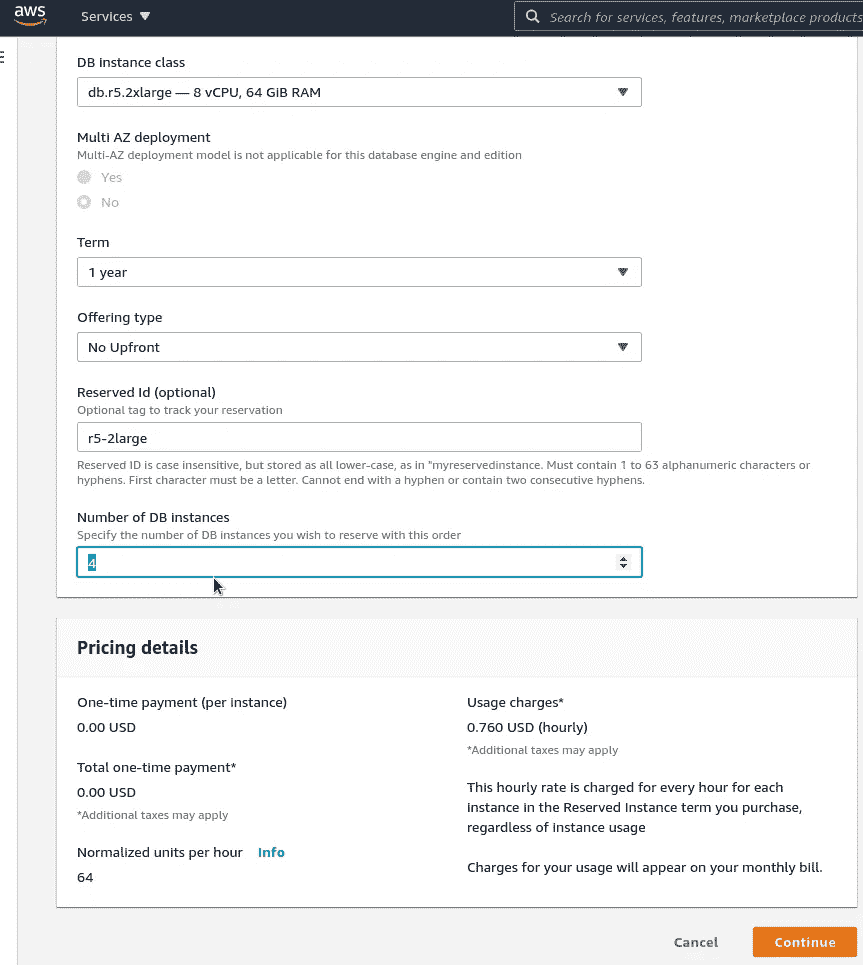 aws
Services
Search for services, features, marketplace products
DB instance class
db.r5.2xlarge — 8 vCPU, 64 GiB RAM
Multi AZ deployment
Multi-AZ deployment model is not applicable for this database engine and edition
Yes
No
Term
1 year
Offering type
No Upfront
Reserved Id (optional)
Optional tag to track your reservation
r5-2large
Reserved ID is case insensitive, but stored as all lower-case, as in "myreservedinstance. Must contain 1 to 63 alphanumeric characters or
hyphens. First character must be a letter. Cannot end with a hyphen or contain two consecutive hyphens.
Number of DB instances
Specify the number of DB instances you wish to reserve with this order
4
Pricing details
One-time payment (per instance)
0.00 USD
Total one-time payment*
0.00 USD
*Additional taxes may apply
Normalized units per hour Info
64
Usage charges*
0.760 USD (hourly)
*Additional taxes may apply
This hourly rate is charged for every hour for each
instance in the Reserved Instance term you purchase,
regardless of instance usage
Charges for your usage will appear on your monthly bill.
Cancel
Continue